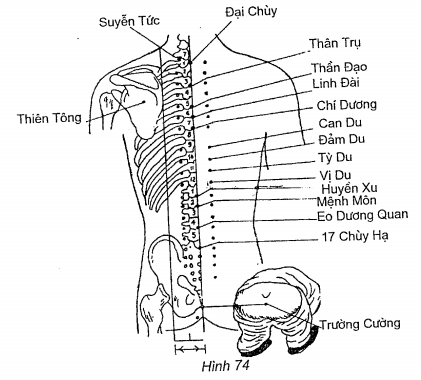 Suyễn Tức
Đại Chùy
Thân Trụ
Thần Đạo
Linh Đài
Thiên Tông
Chí Dương
Can Du
Đảm Du
Tỳ Du
Vị Du
Huyền Xu
Mệnh Môn
Eo Dương Quan
17 Chùy Hạ
Trường Cường
Hình 74